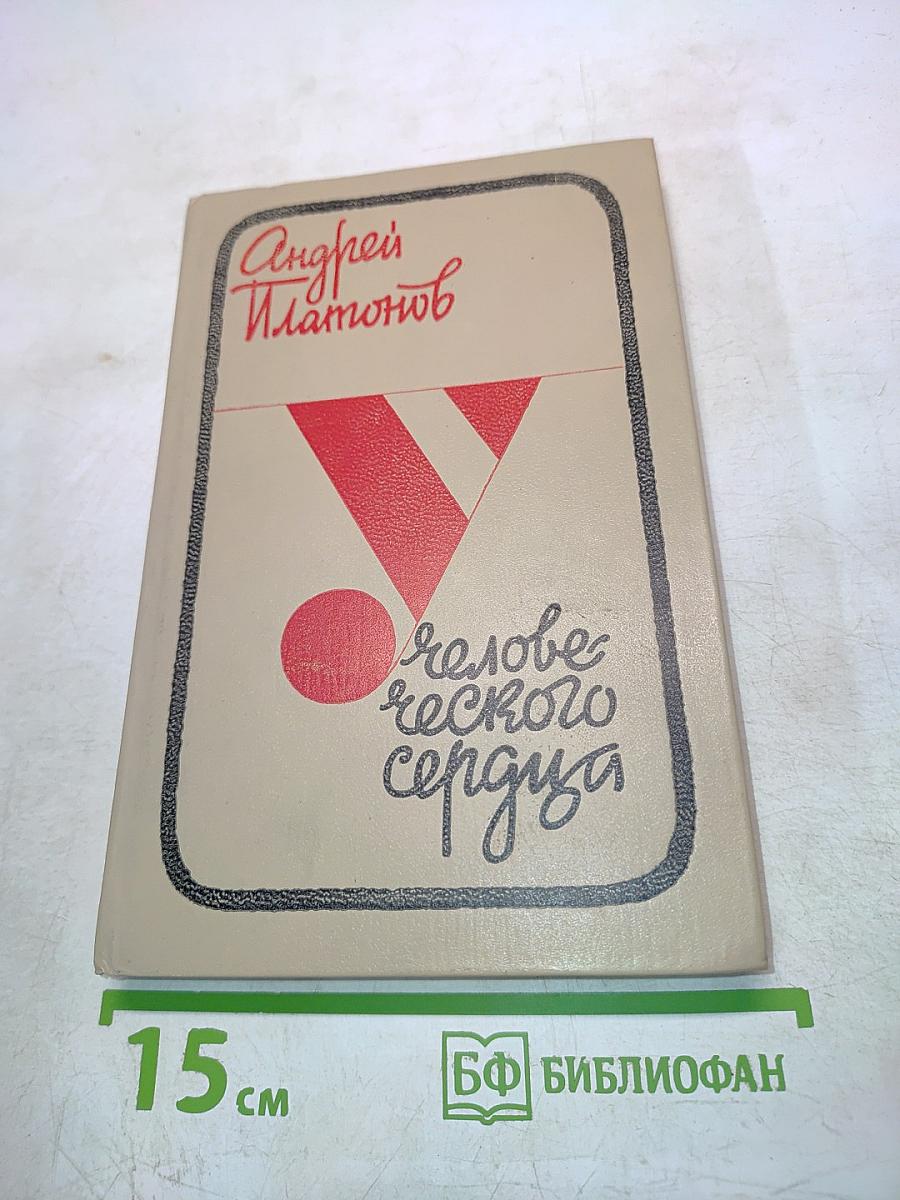 Андрей
Платонов
У
челове-
ческого
сердца
15 см
БФ БИБЛИОФАН